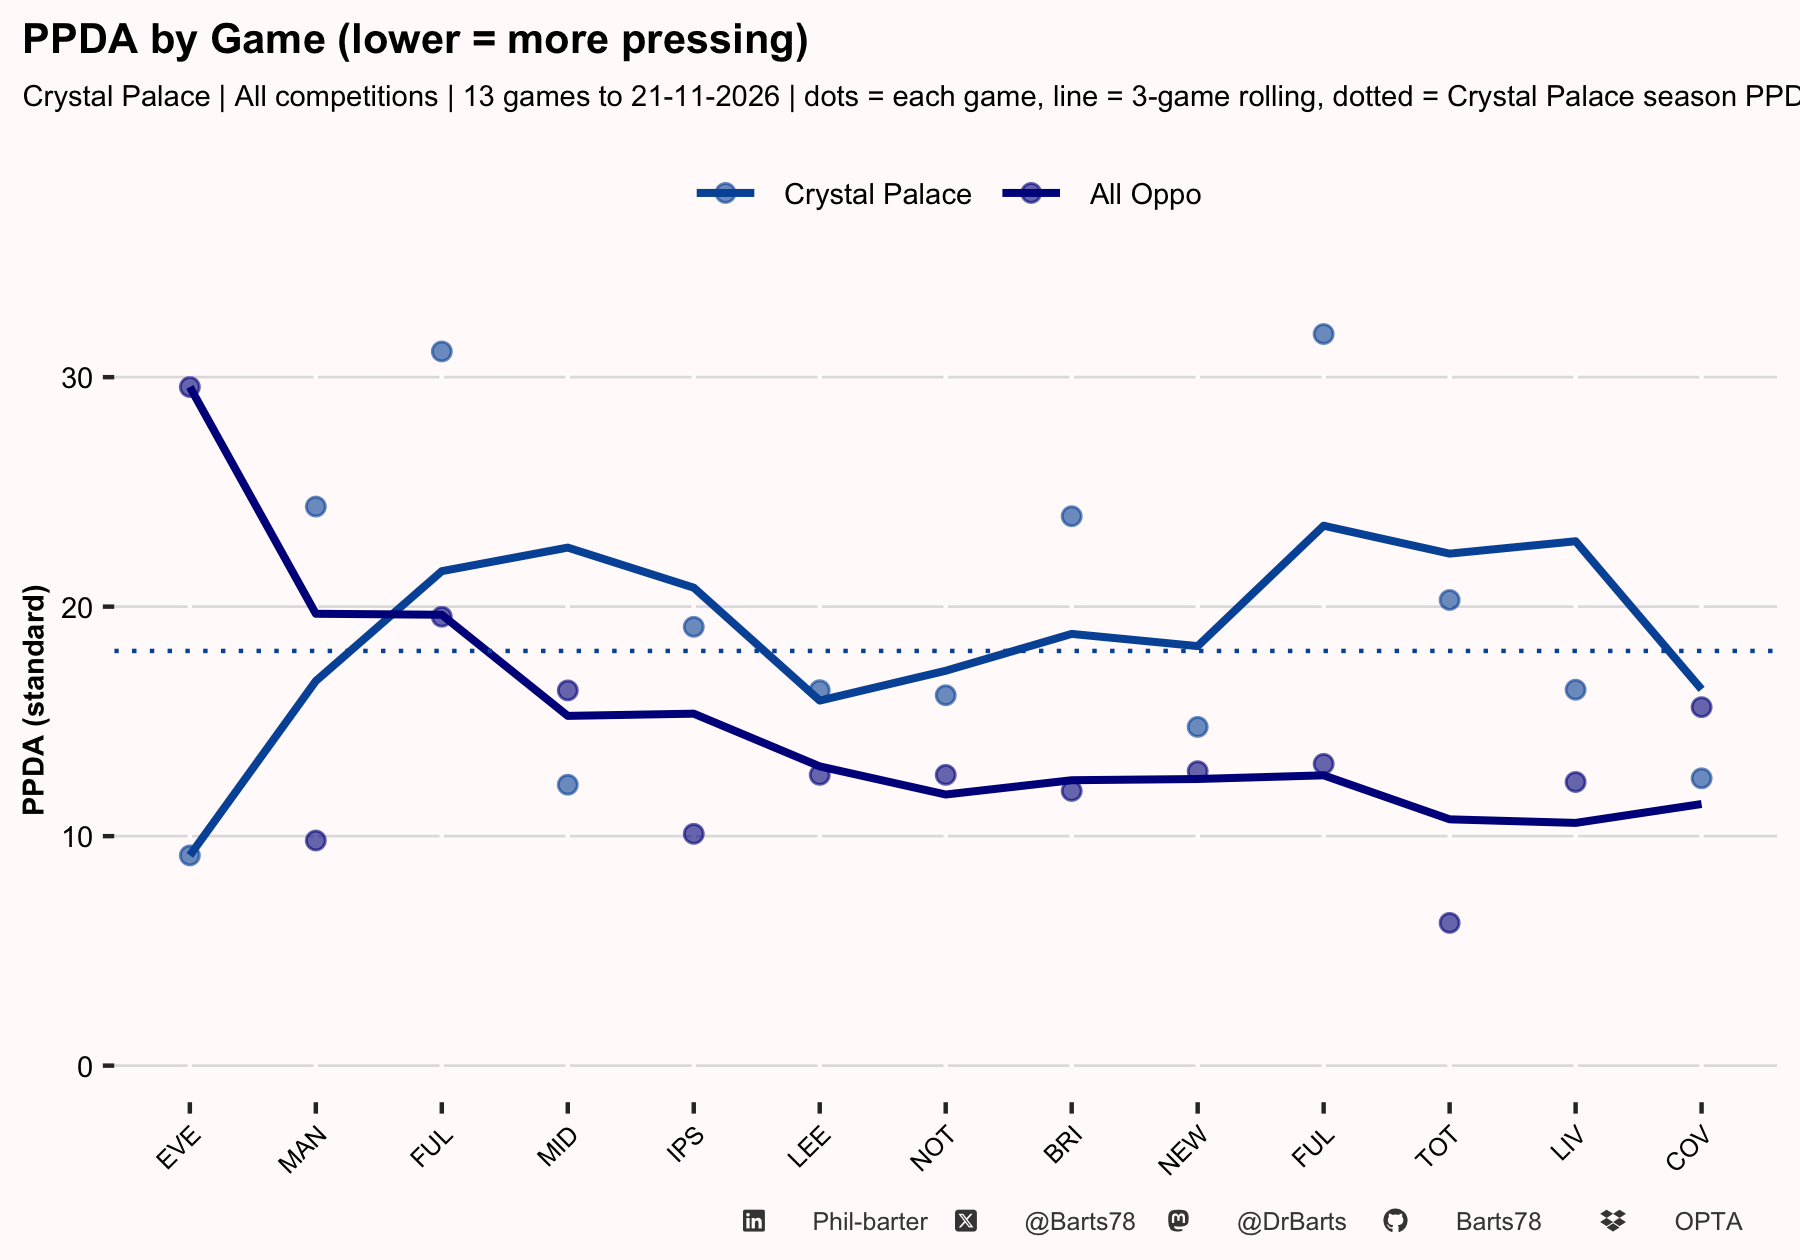 PPDA by Game (lower = more pressing)
Crystal Palace | All competitions | 13 games to 21-11-2026 | dots = each game, line = 3-game rolling, dotted = Crystal Palace season PPD
Crystal Palace
All Oppo
PPDA (standard)
30
20
10
0
EVE
MAN
FUL
MID
IPS
LEE
NOT
BRI
NEW
FUL
TOT
LIV
COV
Phil-barter @Barts78 @DrBarts Barts78 OPTA